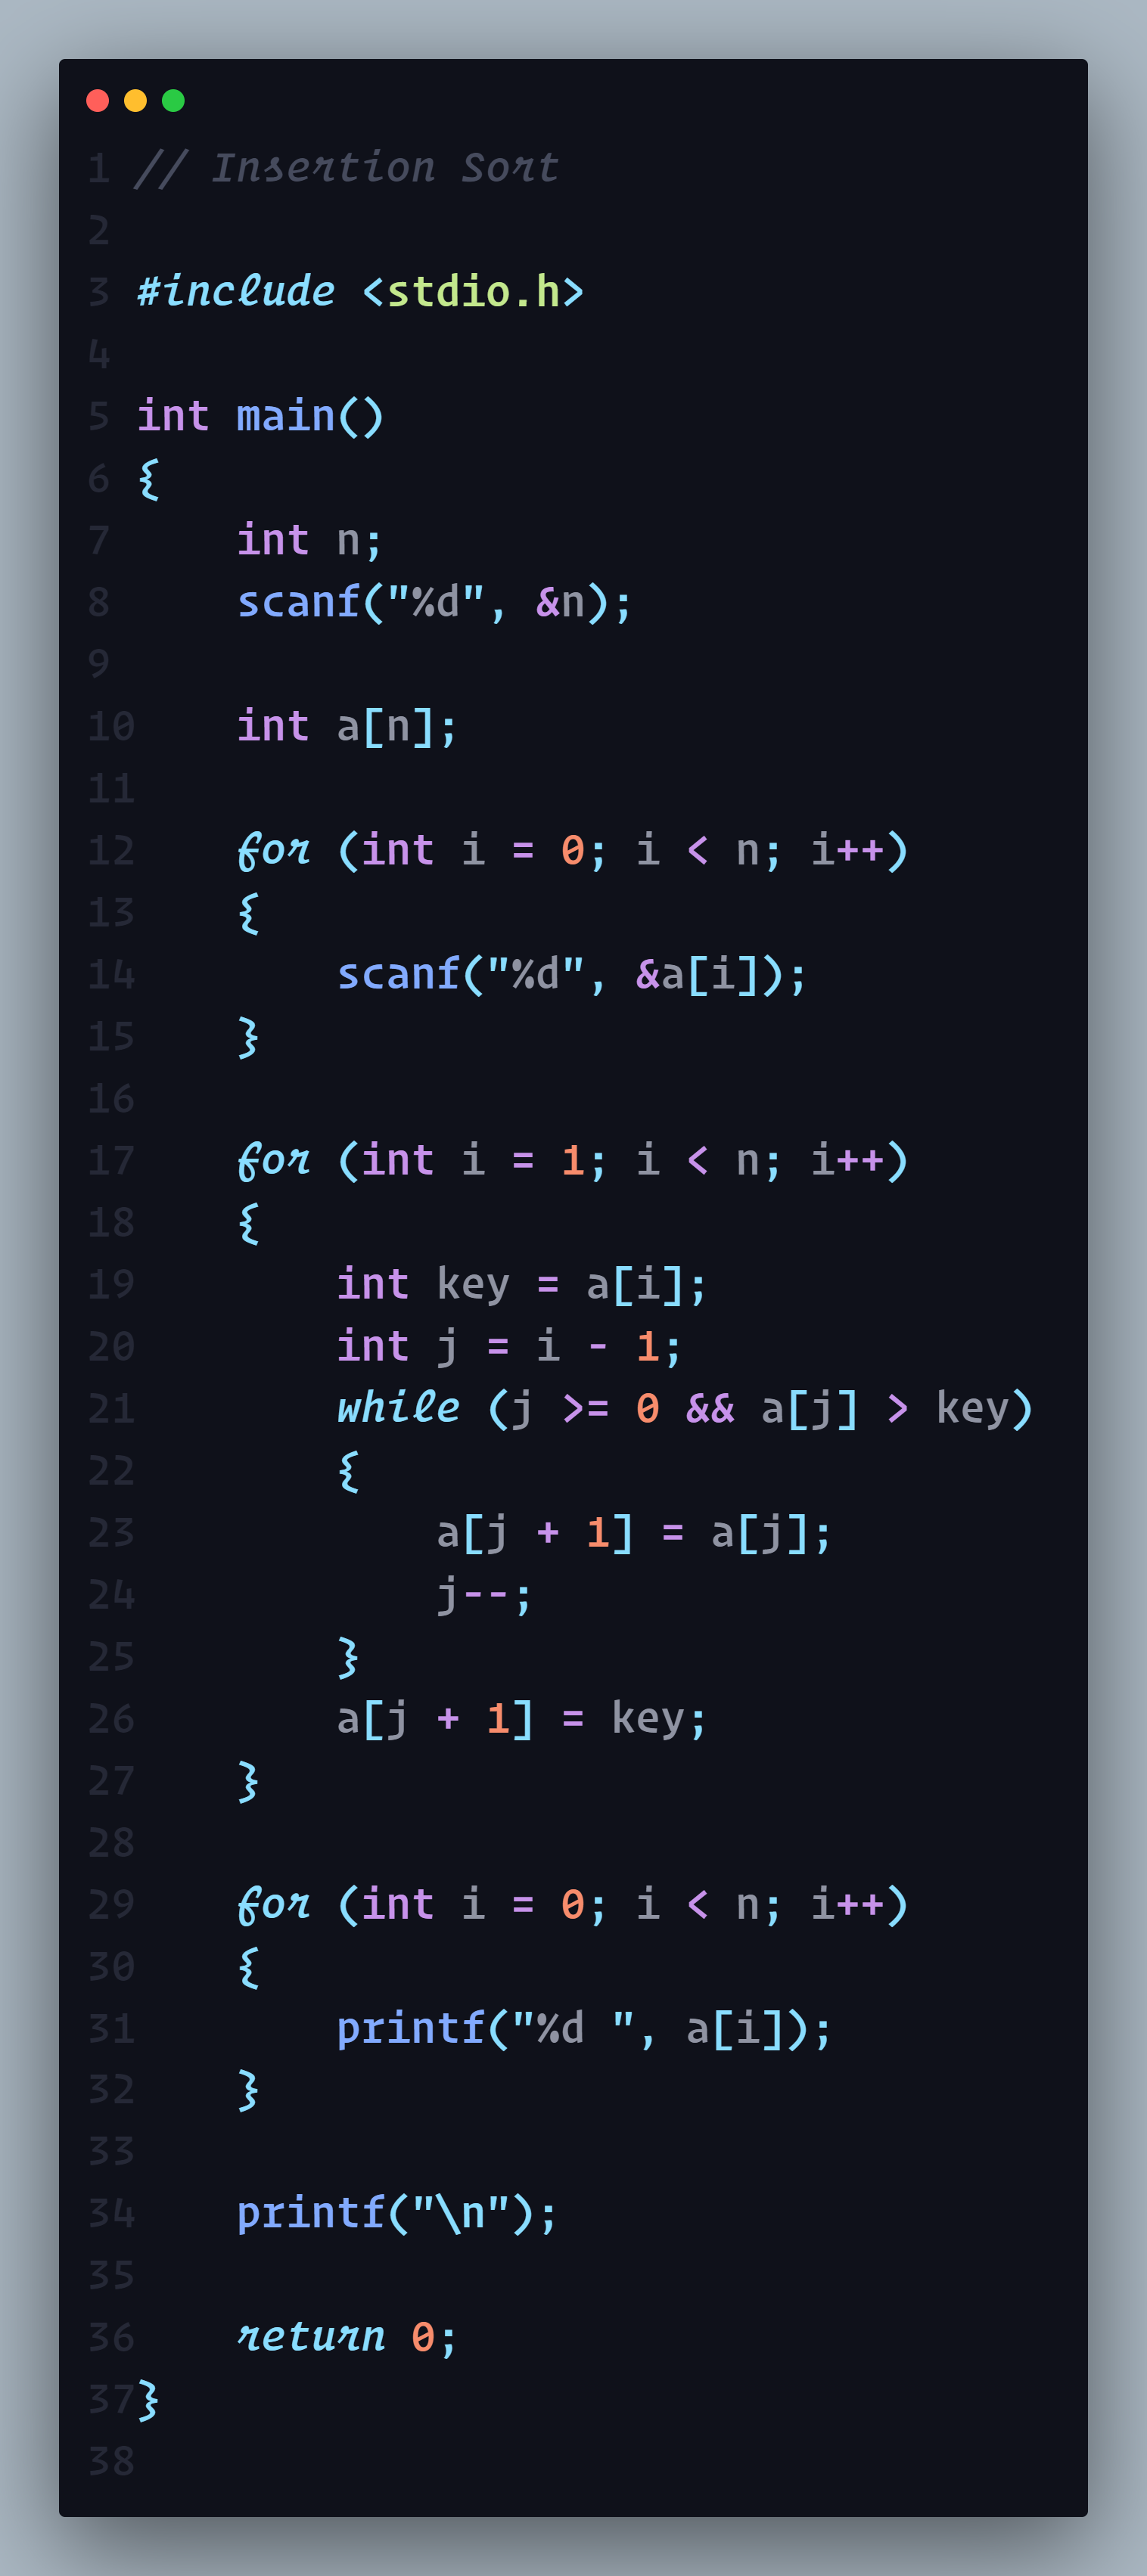 1 // Insertion Sort
2
3 #include <stdio.h>
4
5 int main()
6 {
7     int n;
8     scanf("%d", &n);
9
10     int a[n];
11
12     for (int i = 0; i < n; i++)
13     {
14         scanf("%d", &a[i]);
15     }
16
17     for (int i = 1; i < n; i++)
18     {
19         int key = a[i];
20         int j = i - 1;
21         while (j >= 0 && a[j] > key)
22         {
23             a[j + 1] = a[j];
24             j--;
25         }
26         a[j + 1] = key;
27     }
28
29     for (int i = 0; i < n; i++)
30     {
31         printf("%d ", a[i]);
32     }
33
34     printf("\n");
35
36     return 0;
37 }
38